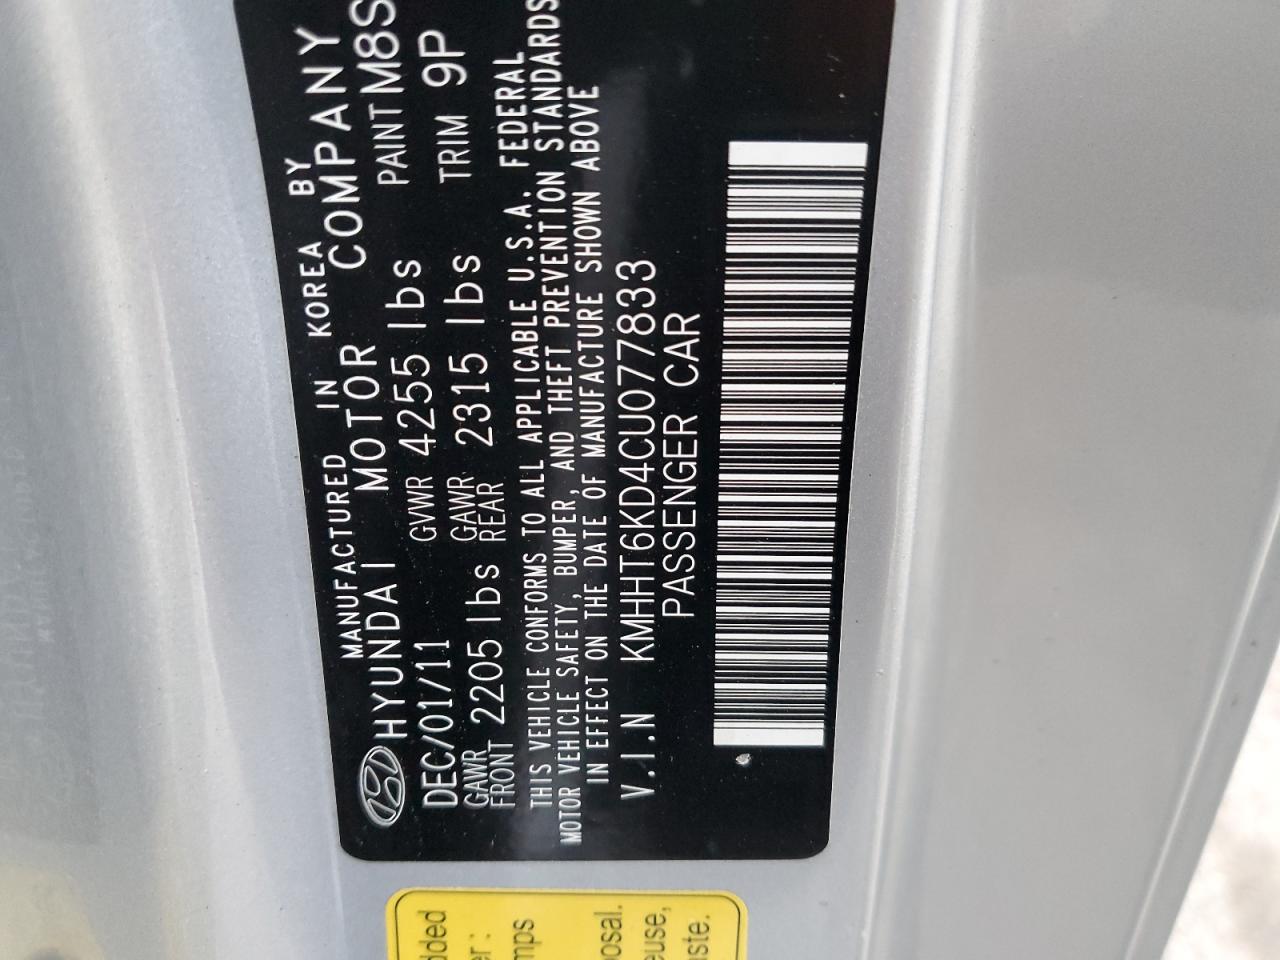 MANUFACTURED IN KOREA BY
HYUNDAI MOTOR COMPANY
DEC/01/11 GVWR 4255 lbs PAINT M8S
GAWR FRONT 2205 lbs GAWR REAR 2315 lbs TRIM 9P
THIS VEHICLE CONFORMS TO ALL APPLICABLE U.S.A. FEDERAL
MOTOR VEHICLE SAFETY, BUMPER, AND THEFT PREVENTION STANDARDS
IN EFFECT ON THE DATE OF MANUFACTURE SHOWN ABOVE
V.I.N KMHHT6KD4CU077833
PASSENGER CAR